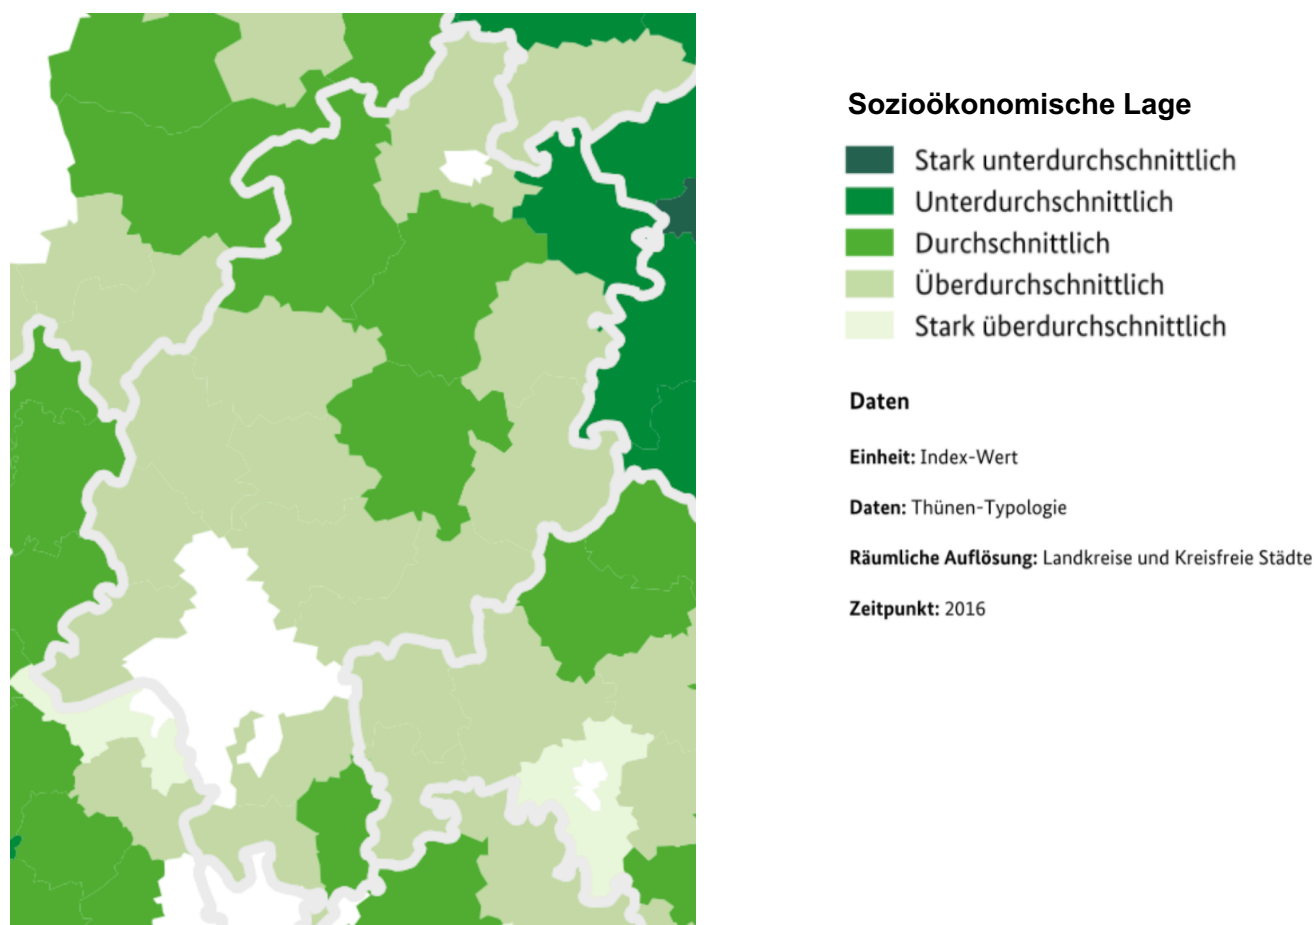 Sozioökonomische Lage
Stark unterdurchschnittlich
Unterdurchschnittlich
Durchschnittlich
Überdurchschnittlich
Stark überdurchschnittlich
Daten
Einheit: Index-Wert
Daten: Thünen-Typologie
Räumliche Auflösung: Landkreise und Kreisfreie Städte
Zeitpunkt: 2016